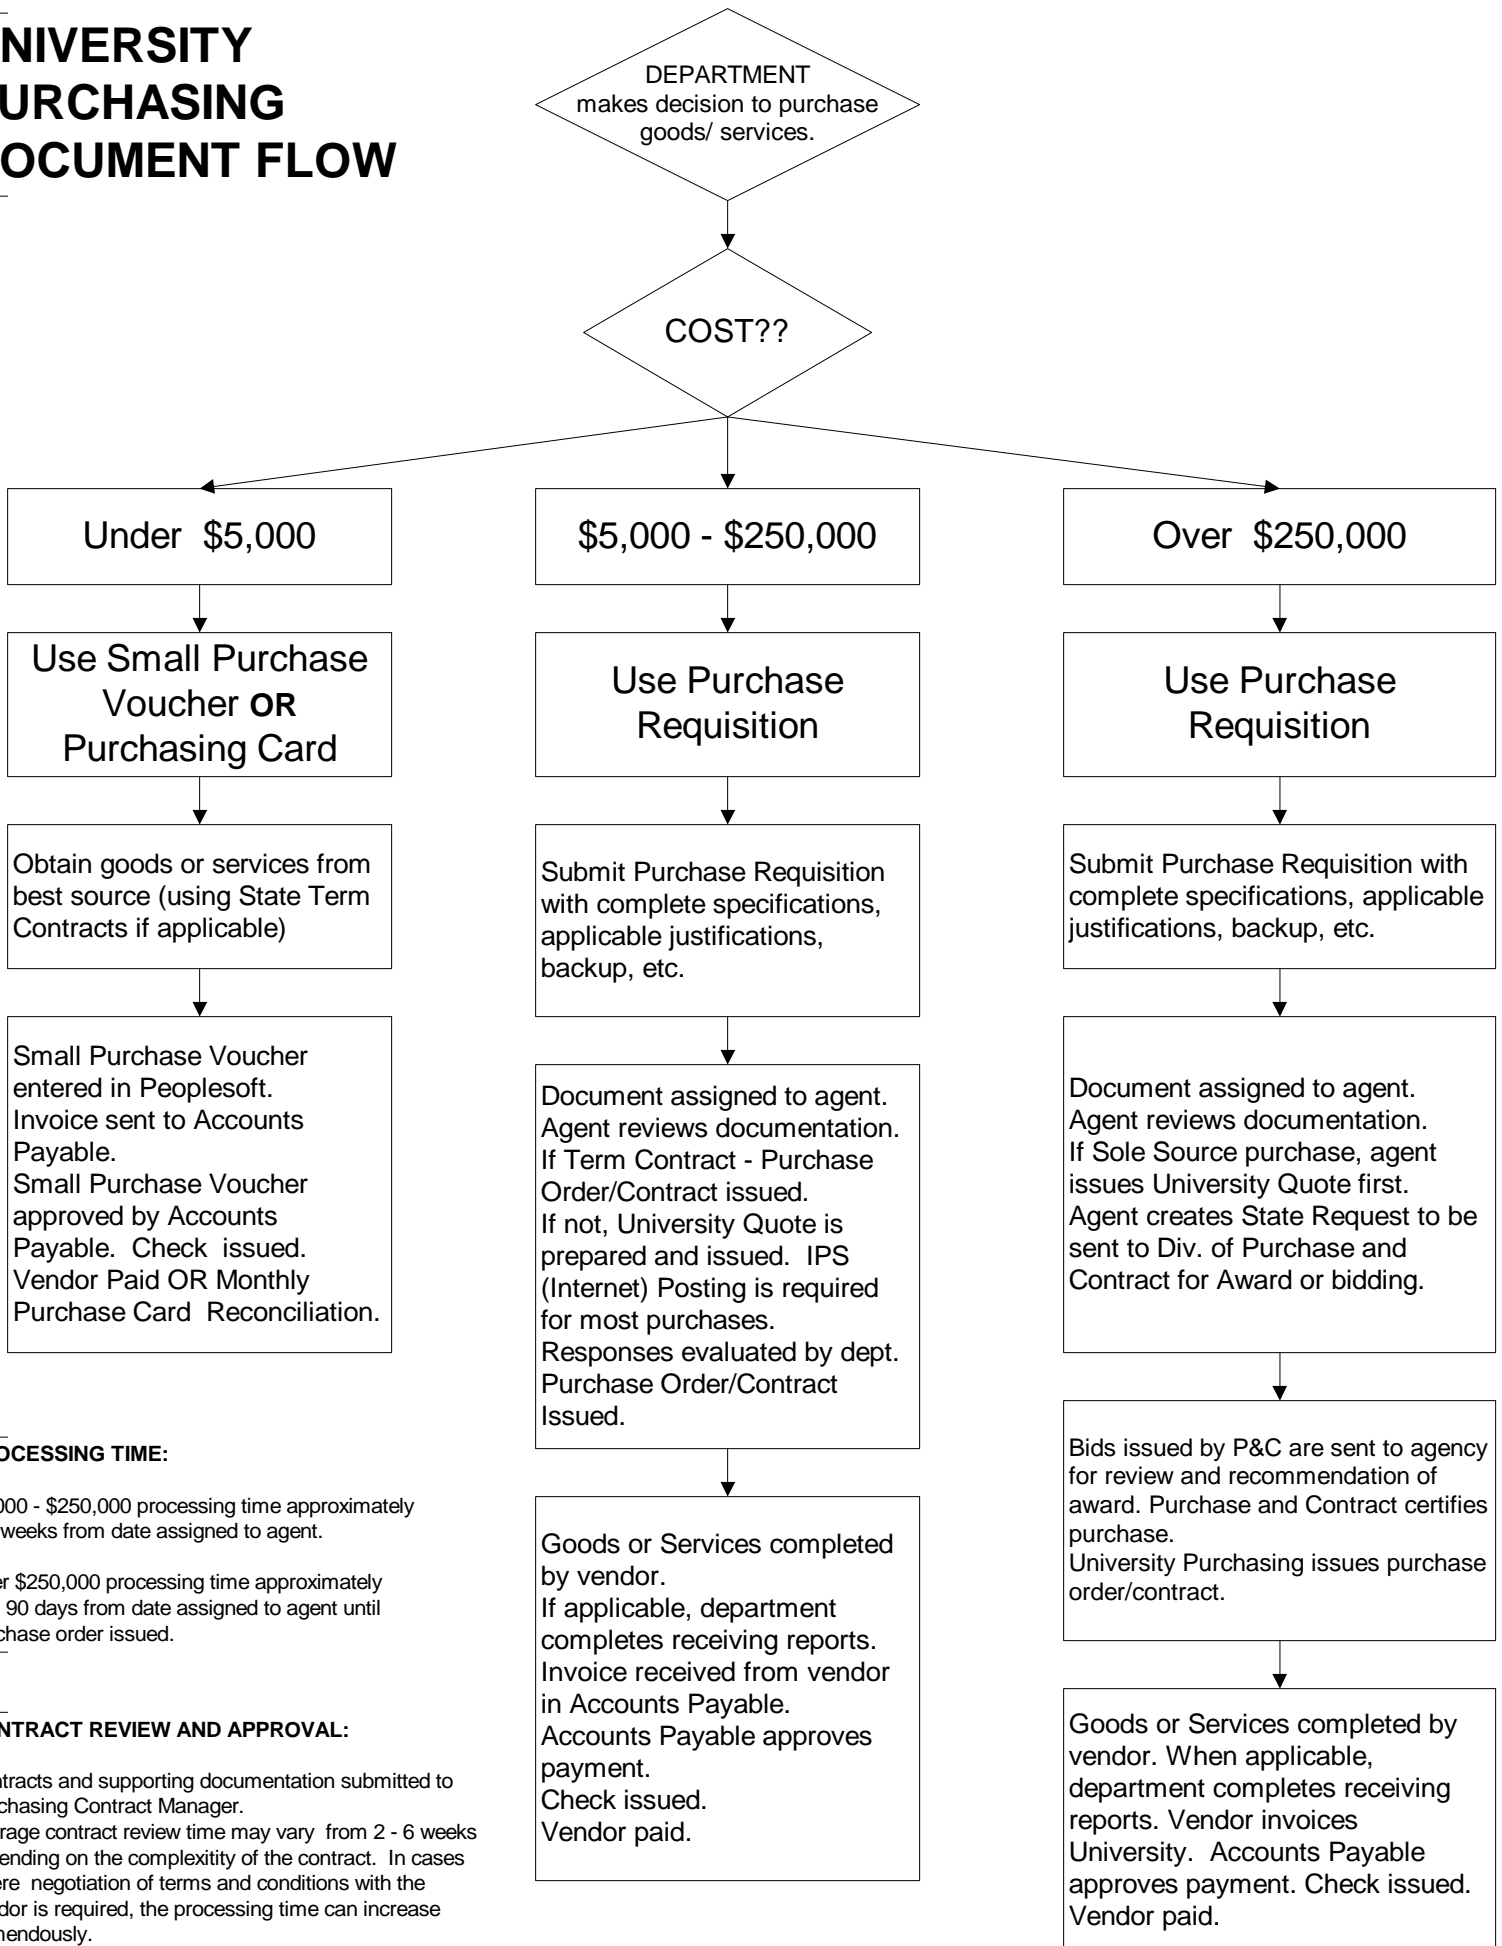 NIVERSITY
URCHASING
OCUMENT FLOW
DEPARTMENT
makes decision to purchase
goods/ services.
COST??
Under $5,000
$5,000 - $250,000
Over $250,000
Use Small Purchase
Voucher OR
Purchasing Card
Use Purchase
Requisition
Use Purchase
Requisition
Obtain goods or services from
best source (using State Term
Contracts if applicable)
Submit Purchase Requisition
with complete specifications,
applicable justifications,
backup, etc.
Submit Purchase Requisition with
complete specifications, applicable
justifications, backup, etc.
Small Purchase Voucher
entered in Peoplesoft.
Invoice sent to Accounts
Payable.
Small Purchase Voucher
approved by Accounts
Payable. Check issued.
Vendor Paid OR Monthly
Purchase Card Reconciliation.
Document assigned to agent.
Agent reviews documentation.
If Term Contract - Purchase
Order/Contract issued.
If not, University Quote is
prepared and issued. IPS
(Internet) Posting is required
for most purchases.
Responses evaluated by dept.
Purchase Order/Contract
Issued.
Document assigned to agent.
Agent reviews documentation.
If Sole Source purchase, agent
issues University Quote first.
Agent creates State Request to be
sent to Div. of Purchase and
Contract for Award or bidding.
Bids issued by P&C are sent to agency
for review and recommendation of
award. Purchase and Contract certifies
purchase.
University Purchasing issues purchase
order/contract.
Goods or Services completed
by vendor.
If applicable, department
completes receiving reports.
Invoice received from vendor
in Accounts Payable.
Accounts Payable approves
payment.
Check issued.
Vendor paid.
Goods or Services completed by
vendor. When applicable,
department completes receiving
reports. Vendor invoices
University. Accounts Payable
approves payment. Check issued.
Vendor paid.
OCESSING TIME:
000 - $250,000 processing time approximately
weeks from date assigned to agent.
er $250,000 processing time approximately
90 days from date assigned to agent until
chase order issued.
NTRACT REVIEW AND APPROVAL:
ntracts and supporting documentation submitted to
chasing Contract Manager.
rage contract review time may vary from 2 - 6 weeks
ending on the complexitity of the contract. In cases
ere negotiation of terms and conditions with the
dor is required, the processing time can increase
mendously.